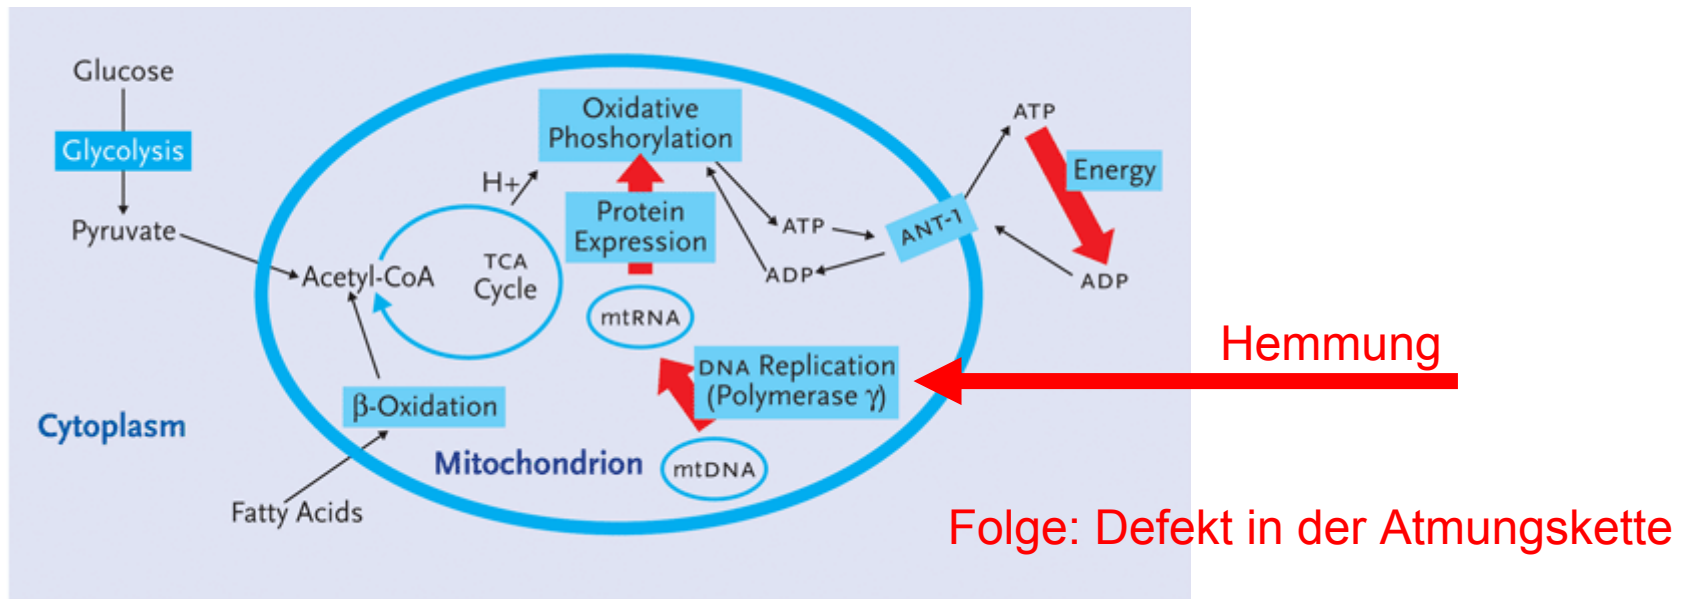 Glucose
Glycolysis
Pyruvate
Acetyl-CoA
TCA
Cycle
H+
Oxidative
Phoshorylation
Protein
Expression
mtRNA
DNA Replication
(Polymerase γ)
mtDNA
ATP
ADP
ANT-1
ATP
Energy
ADP
β-Oxidation
Fatty Acids
Cytoplasm
Mitochondrion
Hemmung
Folge: Defekt in der Atmungskette